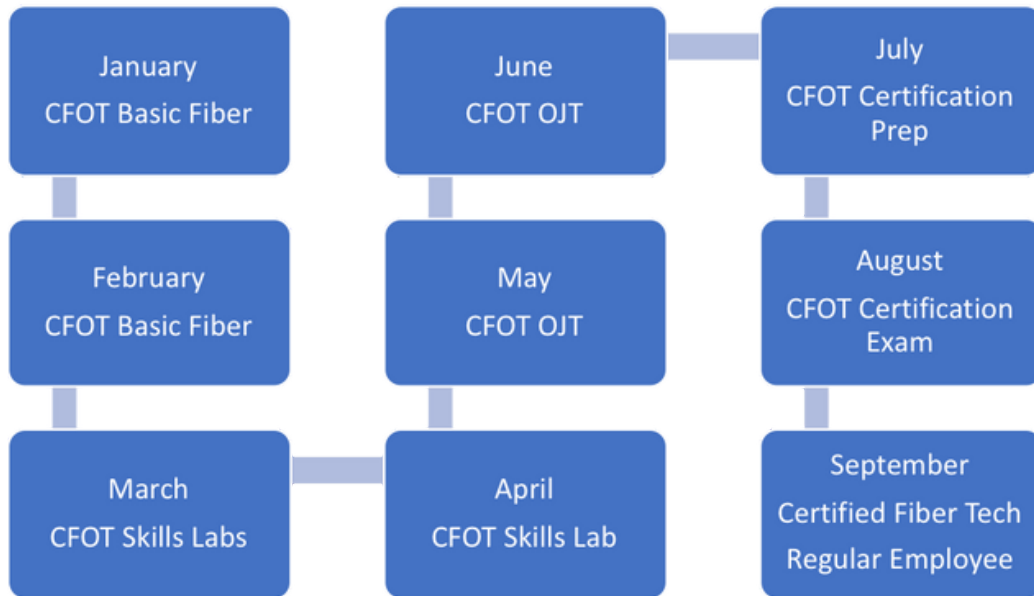 January
CFOT Basic Fiber
February
CFOT Basic Fiber
March
CFOT Skills Labs
April
CFOT Skills Lab
May
CFOT OJT
June
CFOT OJT
July
CFOT Certification
Prep
August
CFOT Certification
Exam
September
Certified Fiber Tech
Regular Employee